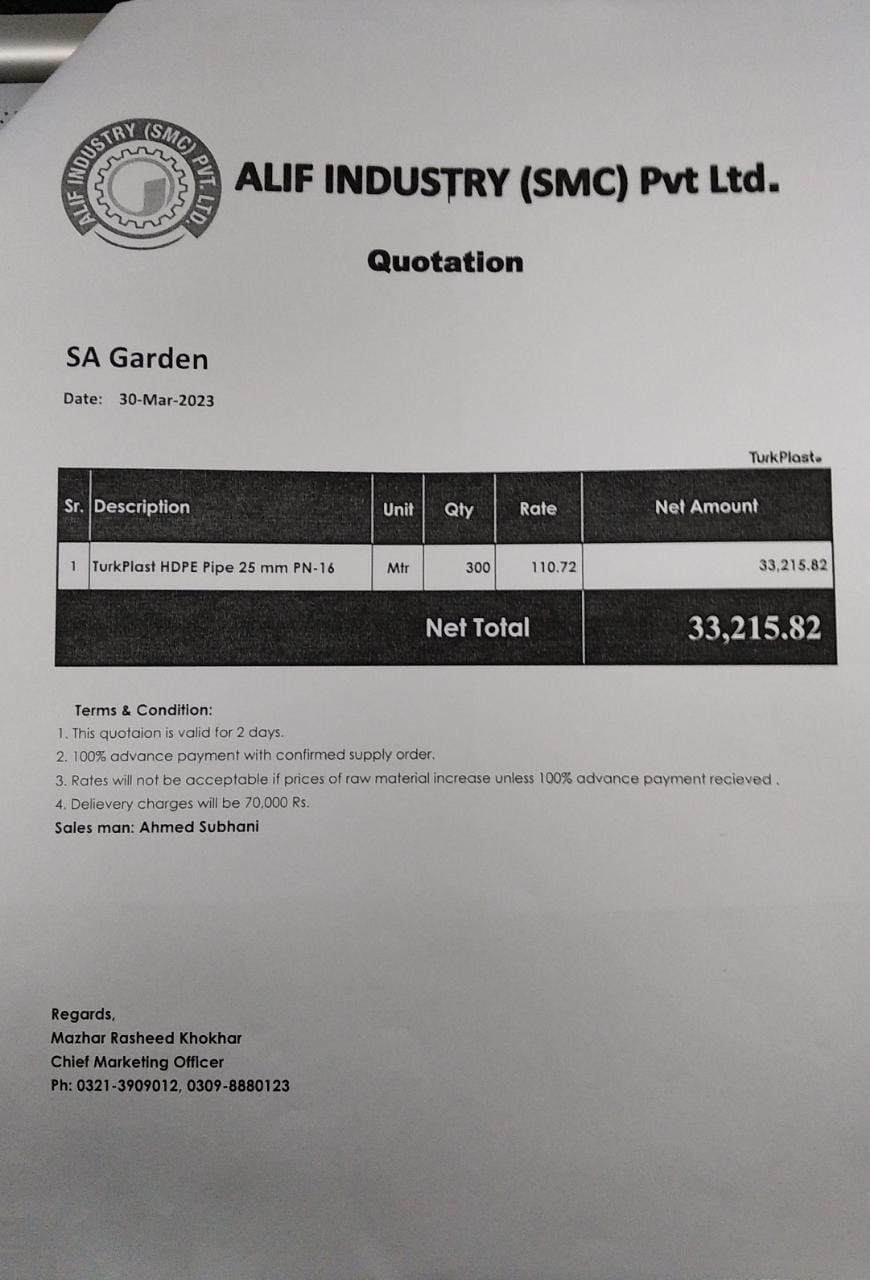 ALIF INDUSTRY (SMC) PVT. LTD.
ALIF INDUSTRY (SMC) Pvt Ltd.
Quotation
SA Garden
Date: 30-Mar-2023
TurkPlast
Sr. Description Unit Qty Rate Net Amount
1 TurkPlast HDPE Pipe 25 mm PN-16 Mtr 300 110.72 33,215.82
Net Total 33,215.82
Terms & Condition:
1. This quotaion is valid for 2 days.
2. 100% advance payment with confirmed supply order.
3. Rates will not be acceptable if prices of raw material increase unless 100% advance payment recieved .
4. Delievery charges will be 70,000 Rs.
Sales man: Ahmed Subhani
Regards,
Mazhar Rasheed Khokhar
Chief Marketing Officer
Ph: 0321-3909012, 0309-8880123